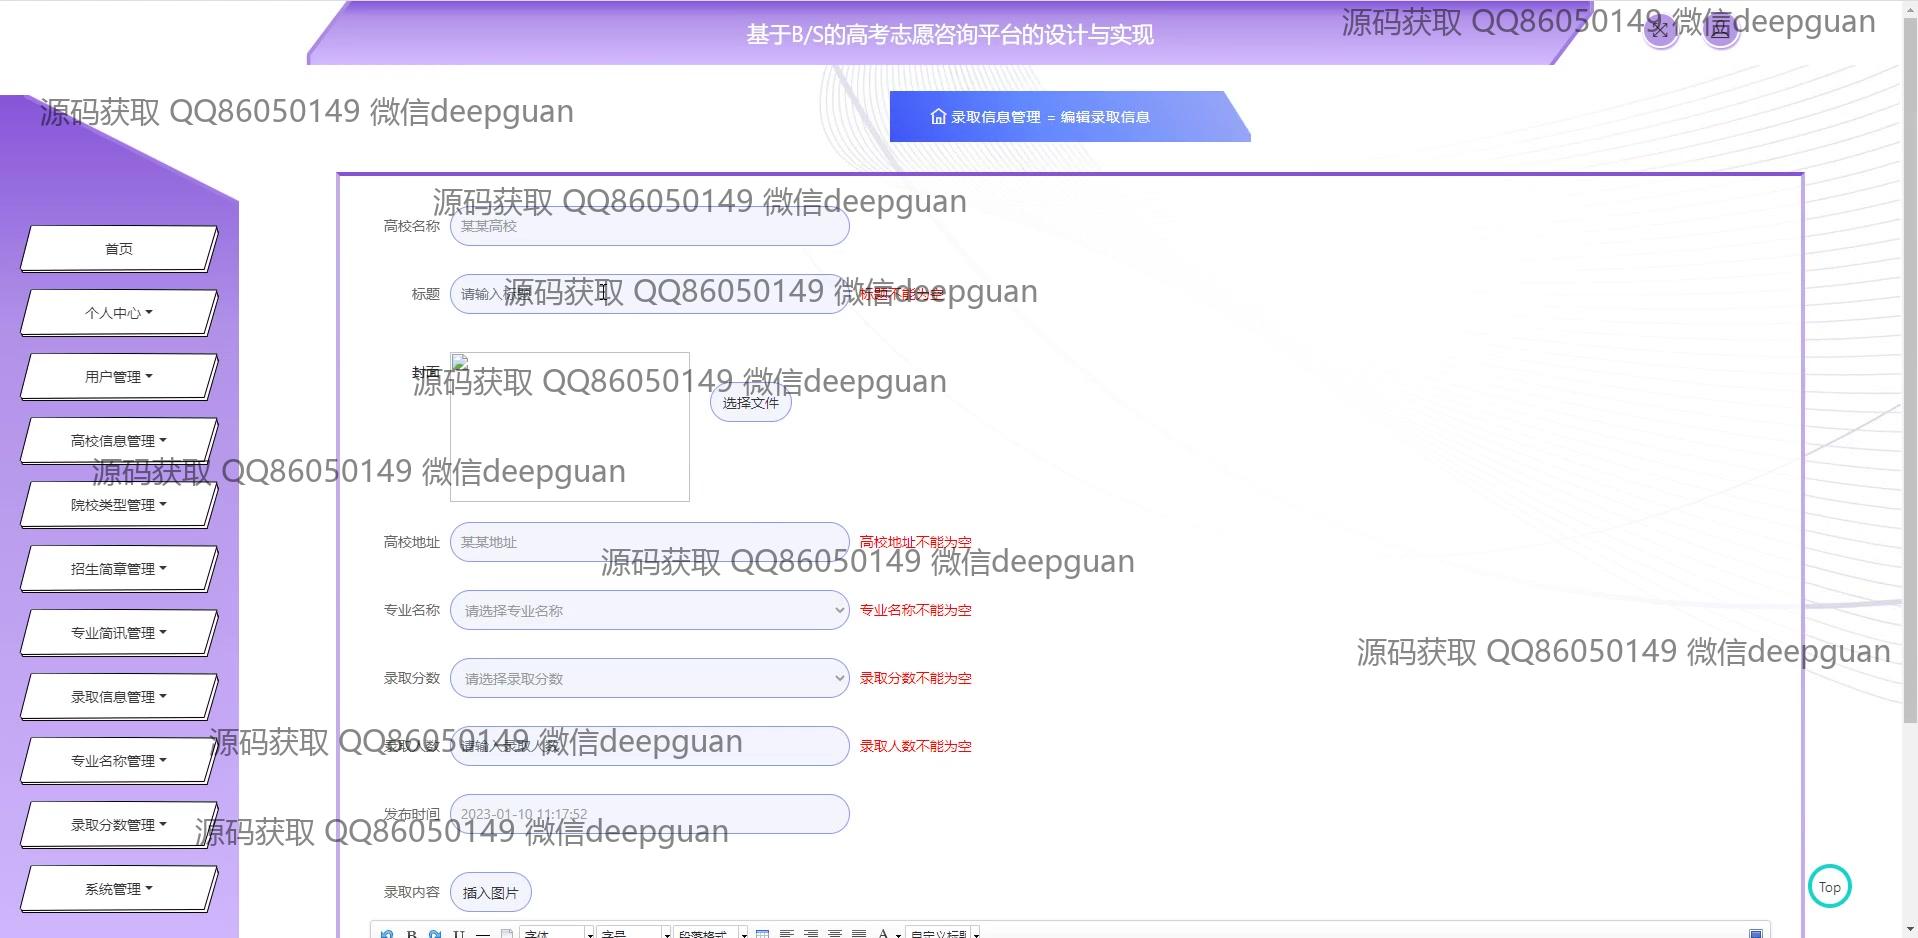 基于B/S的高考志愿咨询平台的设计与实现
源码获取 QQ86050149 微信deepguan
源码获取 QQ86050149 微信deepguan
录取信息管理 = 编辑录取信息
源码获取 QQ86050149 微信deepguan
高校名称 某某高校
首页
标题 请输入标题 标题不能为空
源码获取 QQ86050149 微信deepguan
个人中心
封面
源码获取 QQ86050149 微信deepguan
用户管理
选择文件
高校信息管理
源码获取 QQ86050149 微信deepguan
院校类型管理
高校地址 某某地址 高校地址不能为空
源码获取 QQ86050149 微信deepguan
招生简章管理
专业名称 请选择专业名称 专业名称不能为空
专业简讯管理
源码获取 QQ86050149 微信deepguan
录取分数 请选择录取分数 录取分数不能为空
录取信息管理
录取人数 请输入录取人数 录取人数不能为空
源码获取 QQ86050149 微信deepguan
专业名称管理
发布时间 2023-01-10 11:17:52
录取分数管理
源码获取 QQ86050149 微信deepguan
系统管理
录取内容 插入图片
Top
B U 字体 字号 段落格式 A 自定义标题